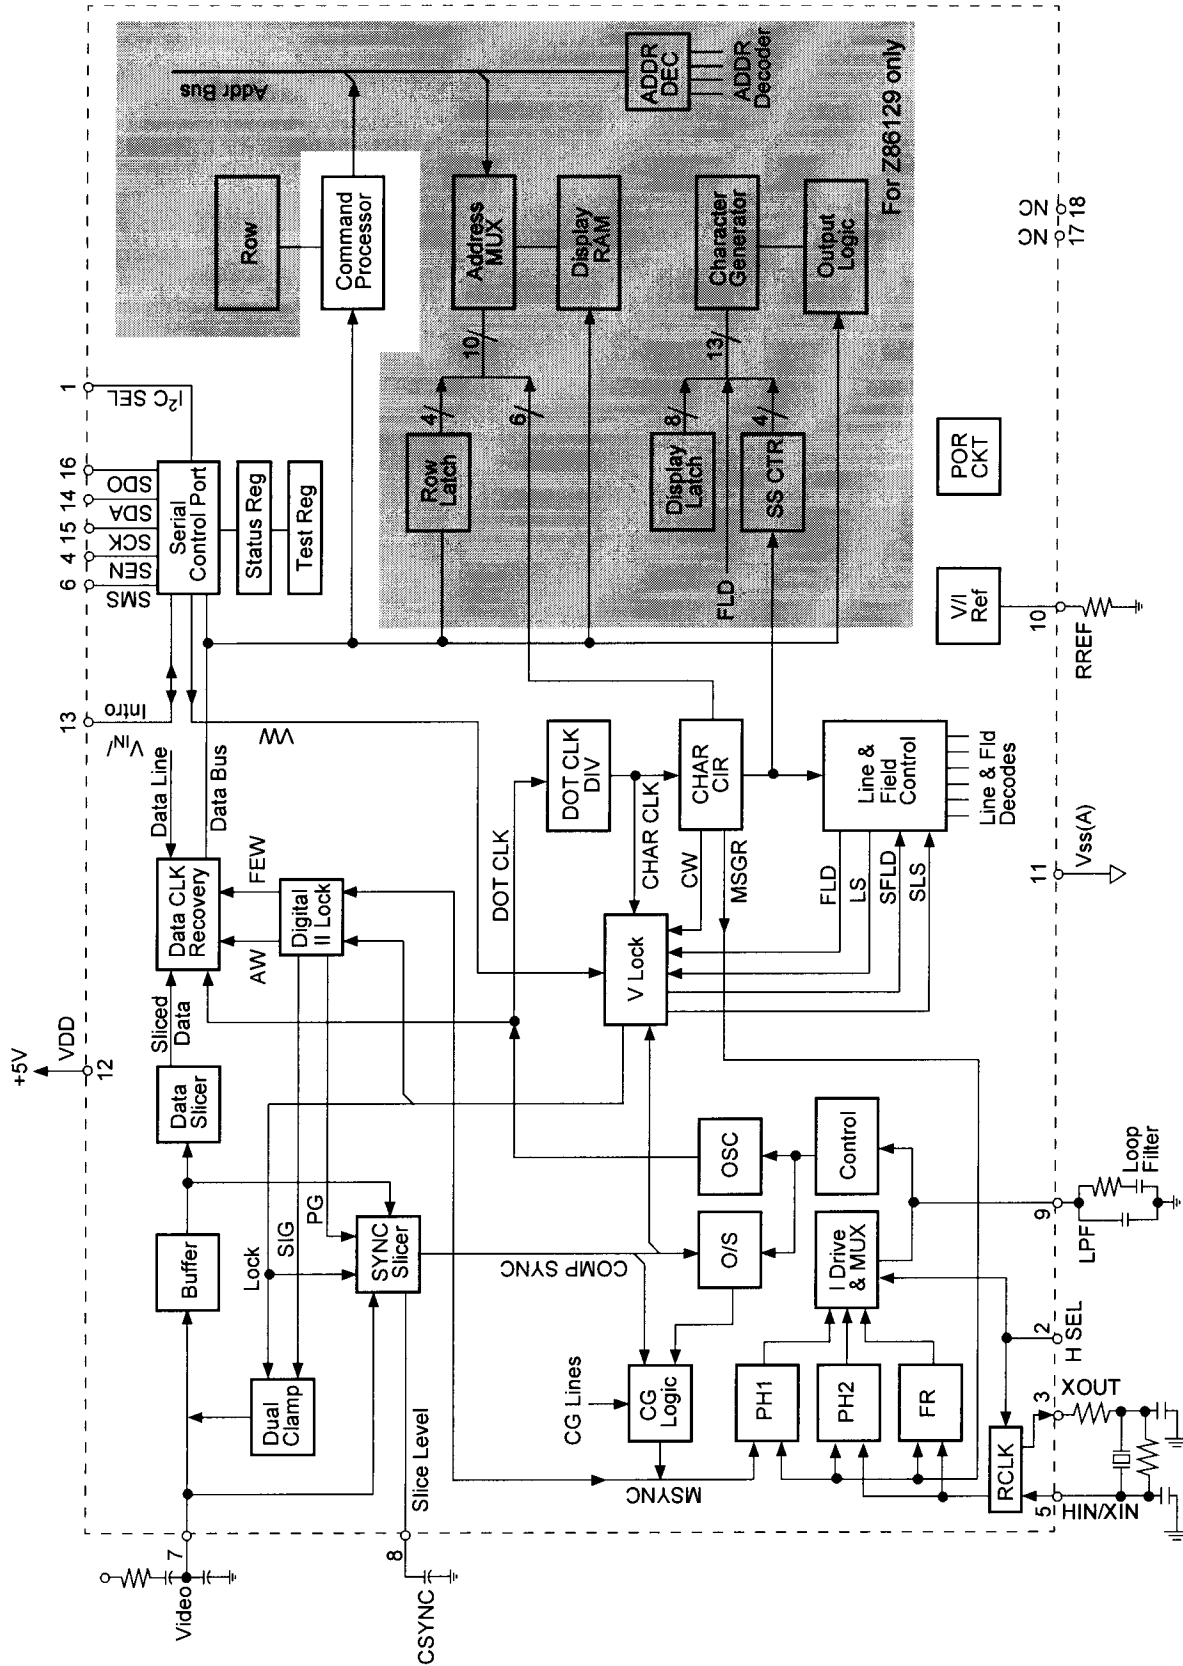 Video
7
CSYNC
8
Slice Level
Buffer
Dual
Clamp
Lock
SIG
PG
SYNC
Slicer
Data
Slicer
Sliced
Data
+5V
VDD
12
Data CLK
Recovery
AW
FEW
Digital
II Lock
Data Line
Data Bus
VIN/
Intro
13
VW
SMS
6
SEN
4
SCK
15
SDA
14
SDO
16
I²C SEL
1
Serial
Control Port
Status Reg
Test Reg
Row
Command
Processor
Addr Bus
ADDR
DEC
ADDR
Decoder
Address
MUX
10
Display
RAM
Row
Latch
4
6
Character
Generator
13
Output
Logic
Display
Latch
8
SS CTR
4
FLD
For Z86129 only
COMP SYNC
CG Lines
CG
Logic
MSYNC
O/S
OSC
DOT CLK
DOT CLK
DIV
CHAR CLK
CHAR
CIR
CW
MSGR
V Lock
FLD
LS
SFLD
SLS
Line &
Field
Control
Line & Fld
Decodes
PH1
PH2
FR
I Drive
& MUX
Control
RCLK
5
HIN/XIN
3
XOUT
2
H SEL
9
LPF
Loop
Filter
11
Vss(A)
V/I
Ref
10
RREF
POR
CKT
17
NC
18
NC